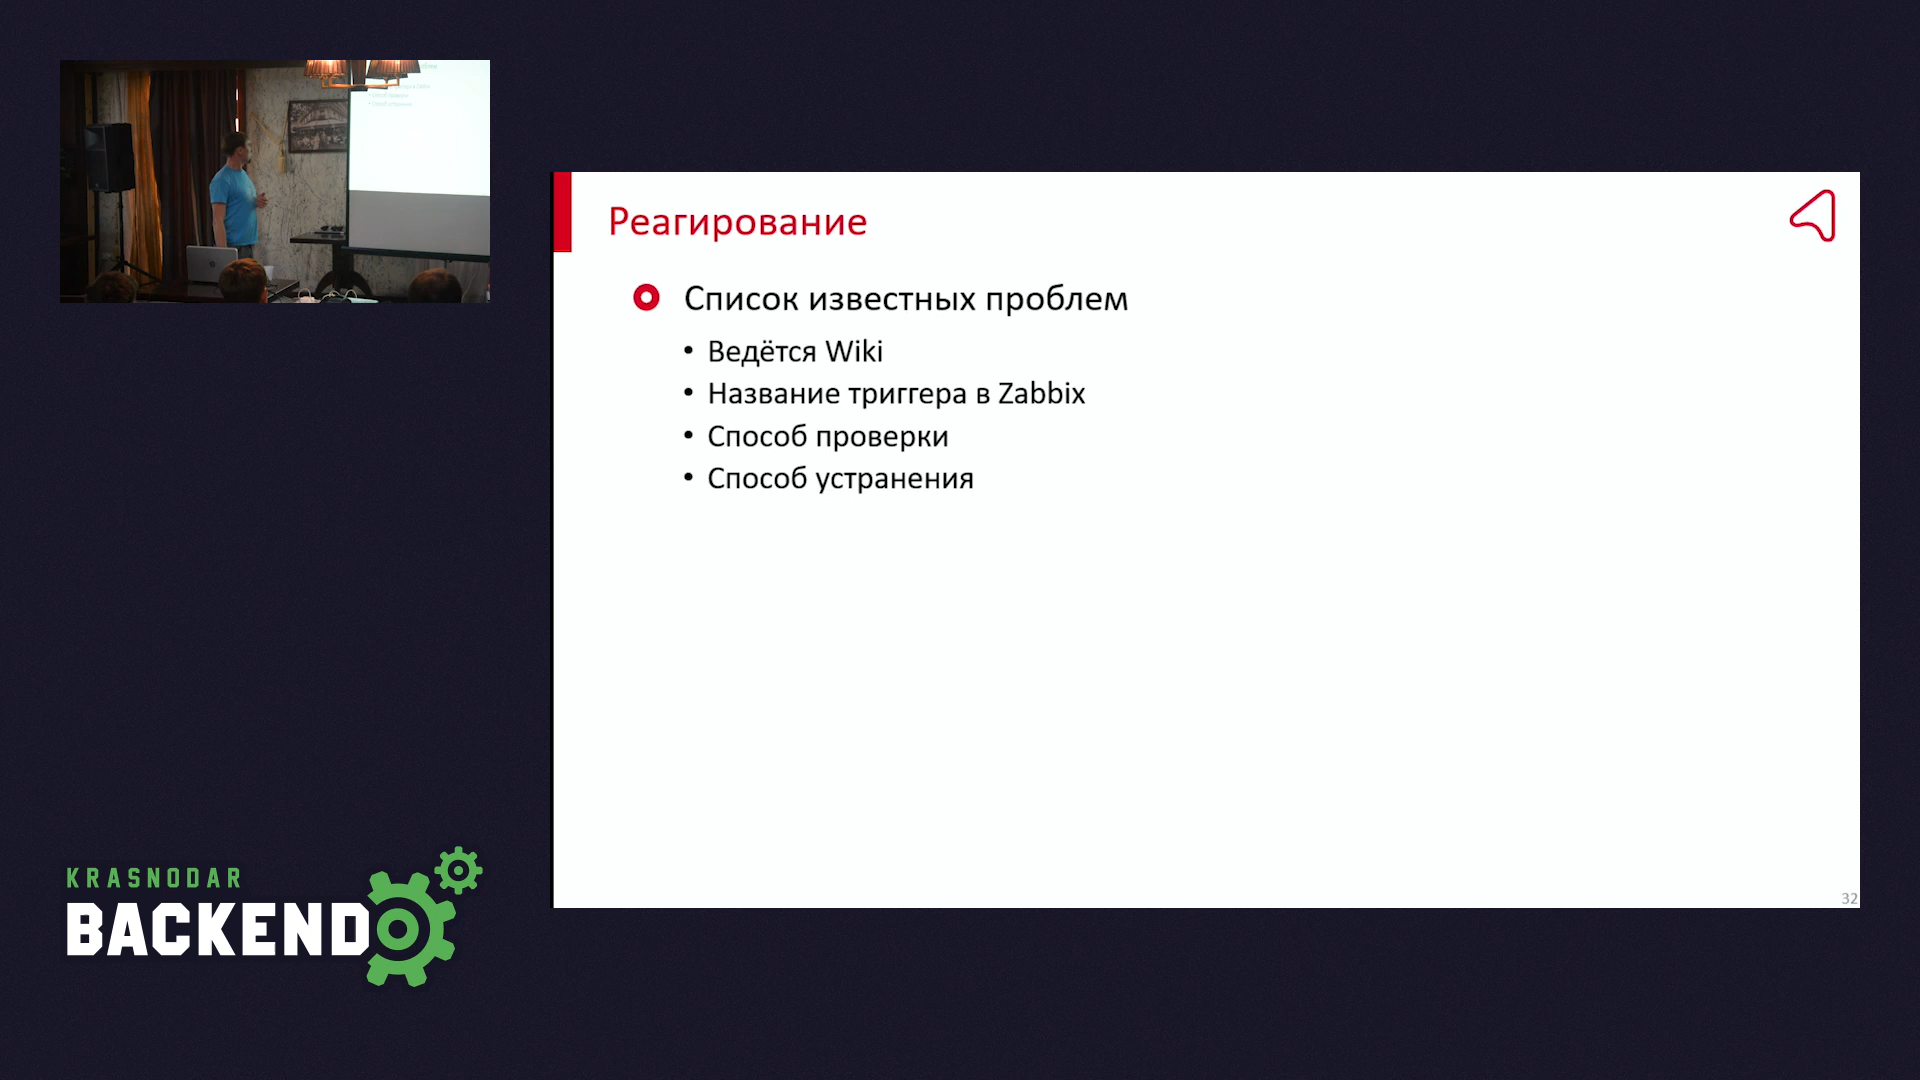 Реагирование
Список известных проблем
• Ведётся Wiki
• Название триггера в Zabbix
• Способ проверки
• Способ устранения
32
KRASNODAR
BACKEND